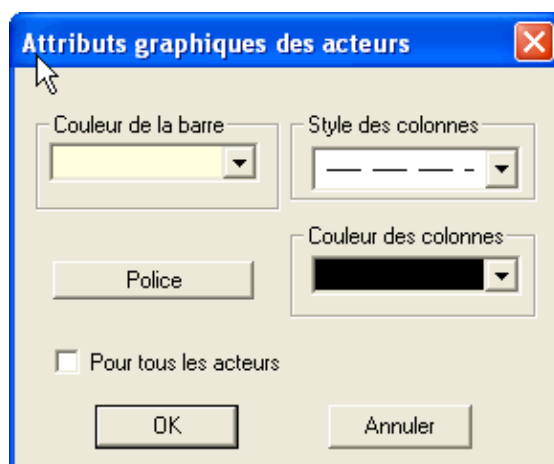 Attributs graphiques des acteurs
Couleur de la barre
Style des colonnes
Couleur des colonnes
Police
Pour tous les acteurs
OK
Annuler